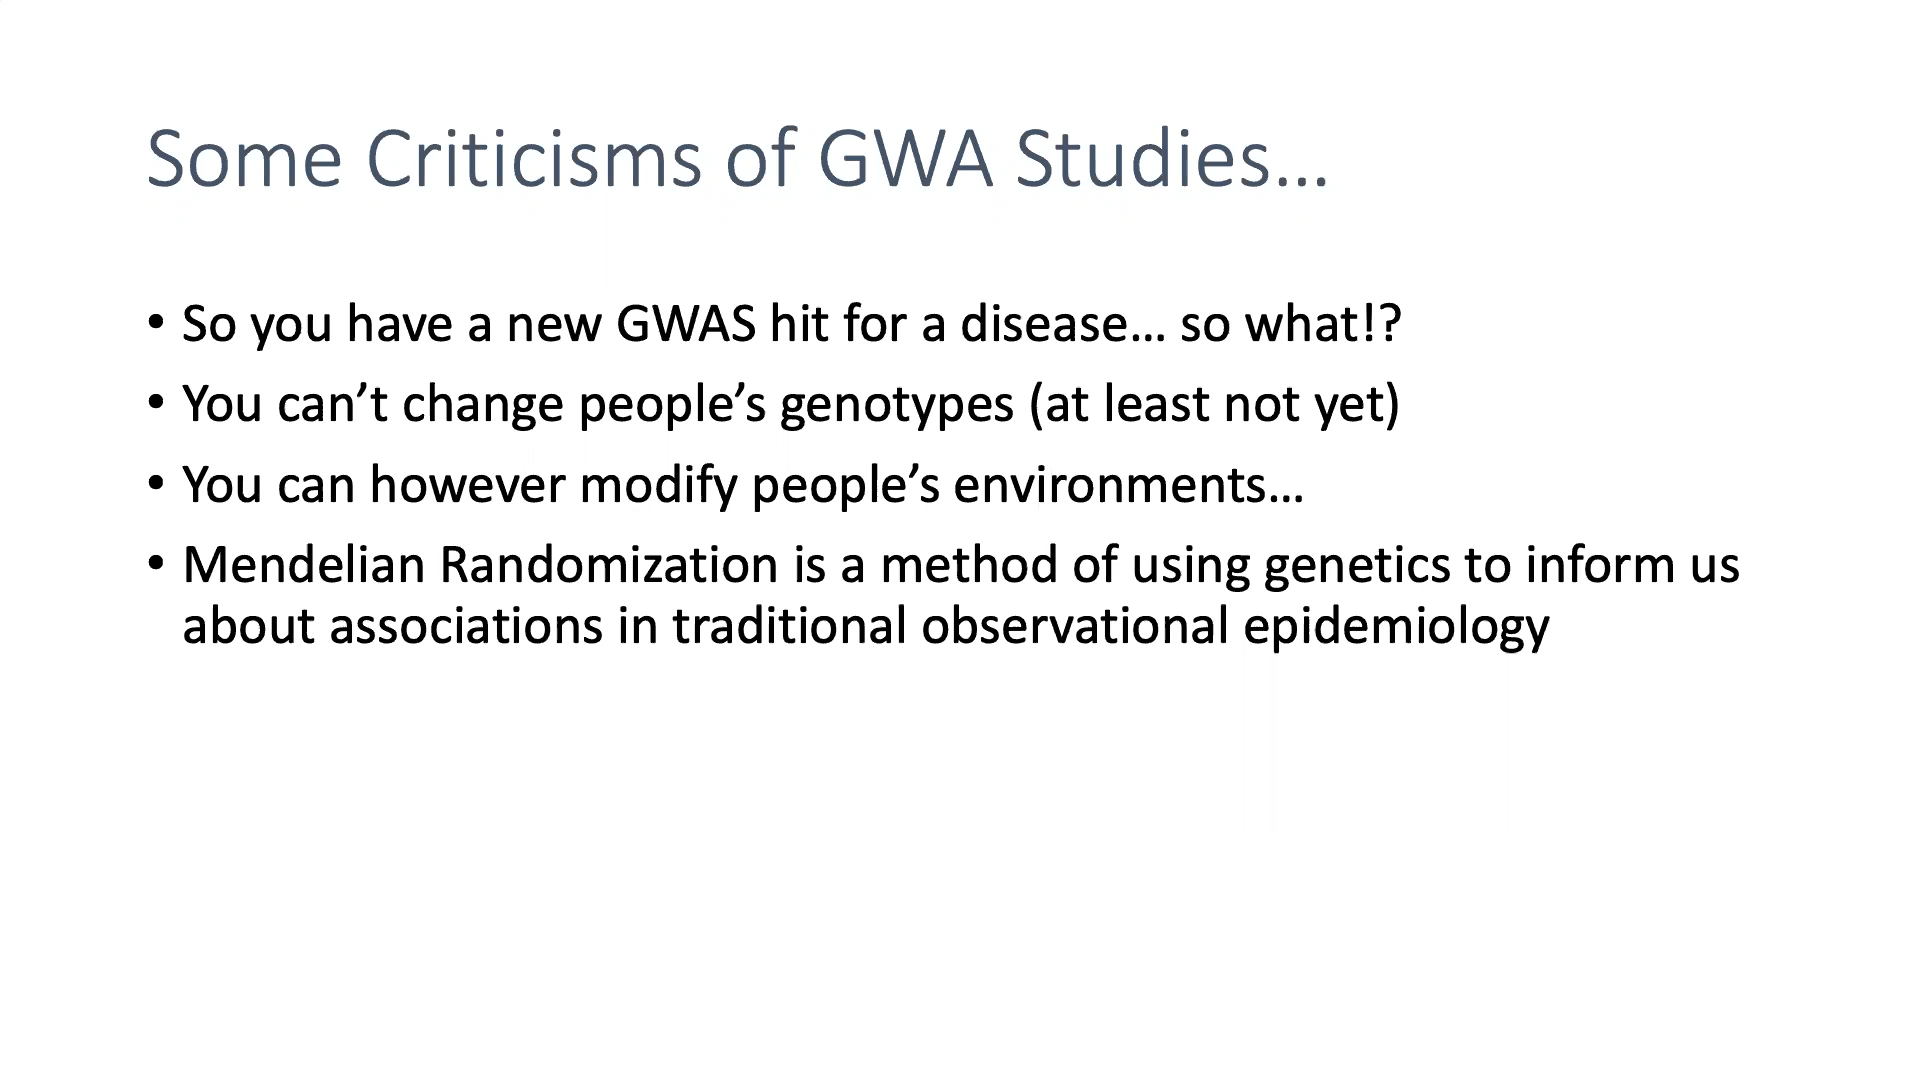 Some Criticisms of GWA Studies…
• So you have a new GWAS hit for a disease… so what!?
• You can’t change people’s genotypes (at least not yet)
• You can however modify people’s environments…
• Mendelian Randomization is a method of using genetics to inform us
about associations in traditional observational epidemiology